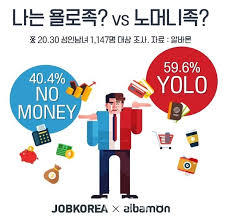 나는 욜로족? vs 노머니족?
※ 20.30 성인남녀 1,147명 대상 조사. 자료 : 알바몬
40.4%
NO
MONEY
59.6%
YOLO
JOBKOREA × albamon